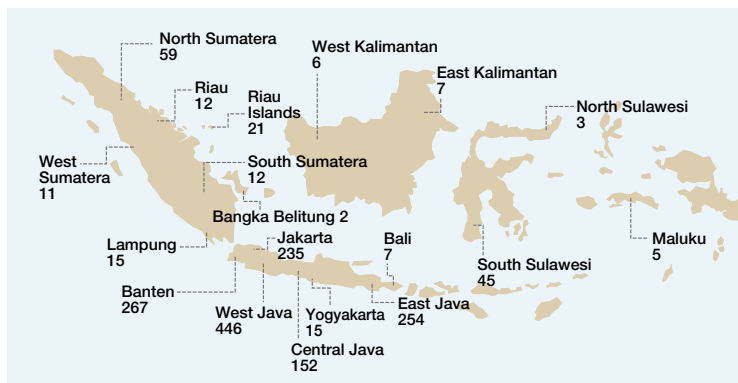 North Sumatera
59
West Kalimantan
6
East Kalimantan
7
Riau
12
Riau
Islands
21
North Sulawesi
3
West
Sumatera
11
South Sumatera
12
Bangka Belitung 2
Lampung
15
Jakarta
235
Bali
7
Maluku
5
South Sulawesi
45
Banten
267
West Java
446
Yogyakarta
15
East Java
254
Central Java
152